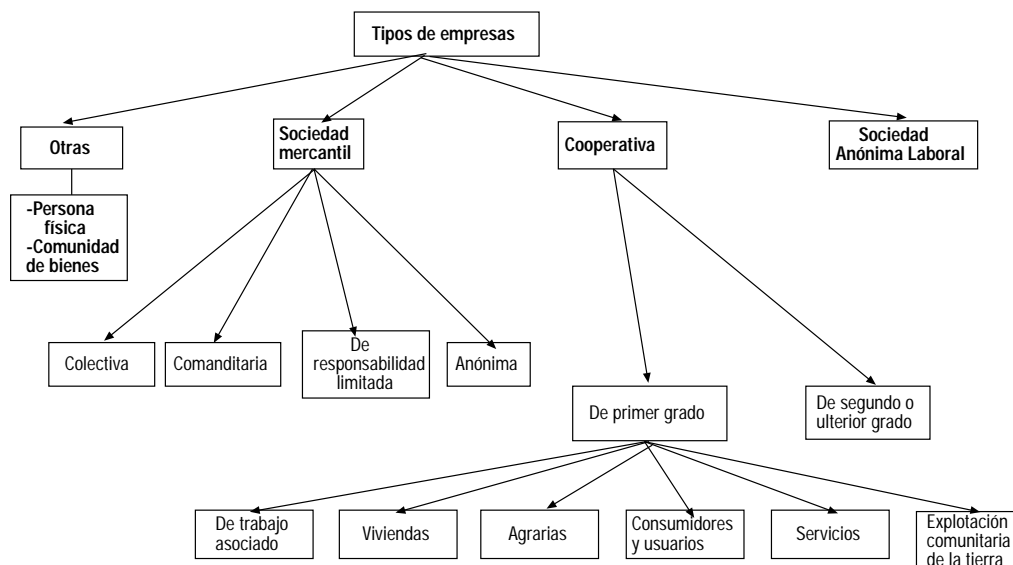 Tipos de empresas
Otras
Sociedad
mercantil
Cooperativa
Sociedad
Anónima Laboral
-Persona
física
-Comunidad
de bienes
Colectiva
Comanditaria
De
responsabilidad
limitada
Anónima
De primer grado
De segundo o
ulterior grado
De trabajo
asociado
Viviendas
Agrarias
Consumidores
y usuarios
Servicios
Explotación
comunitaria
de la tierra